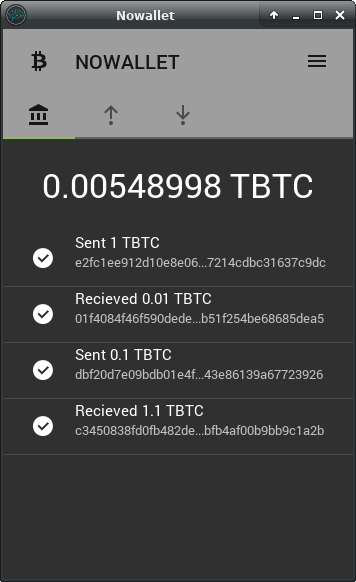 Nowallet
NOWALLET
0.00548998 TBTC
Sent 1 TBTC
e2fc1ee912d10e8e06...7214cdbc31637c9dc
Recieved 0.01 TBTC
01f4084f46f590dede...b51f254be68685dea5
Sent 0.1 TBTC
dbf20d7e09bdb01e4f...43e86139a67723926
Recieved 1.1 TBTC
c3450838fd0fb482de...bfb4af00b9bb9c1a2b